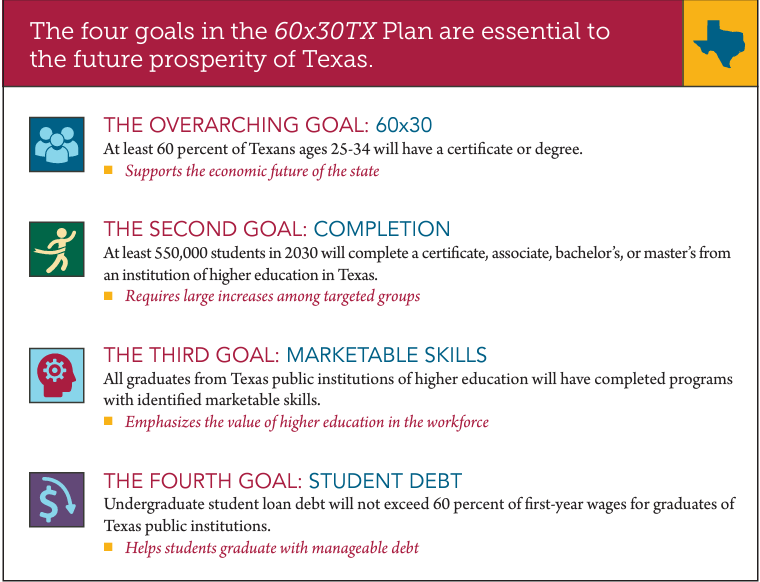 The four goals in the 60x30TX Plan are essential to
the future prosperity of Texas.
THE OVERARCHING GOAL: 60x30
At least 60 percent of Texans ages 25-34 will have a certificate or degree.
Supports the economic future of the state
THE SECOND GOAL: COMPLETION
At least 550,000 students in 2030 will complete a certificate, associate, bachelor’s, or master’s from
an institution of higher education in Texas.
Requires large increases among targeted groups
THE THIRD GOAL: MARKETABLE SKILLS
All graduates from Texas public institutions of higher education will have completed programs
with identified marketable skills.
Emphasizes the value of higher education in the workforce
THE FOURTH GOAL: STUDENT DEBT
Undergraduate student loan debt will not exceed 60 percent of first-year wages for graduates of
Texas public institutions.
Helps students graduate with manageable debt